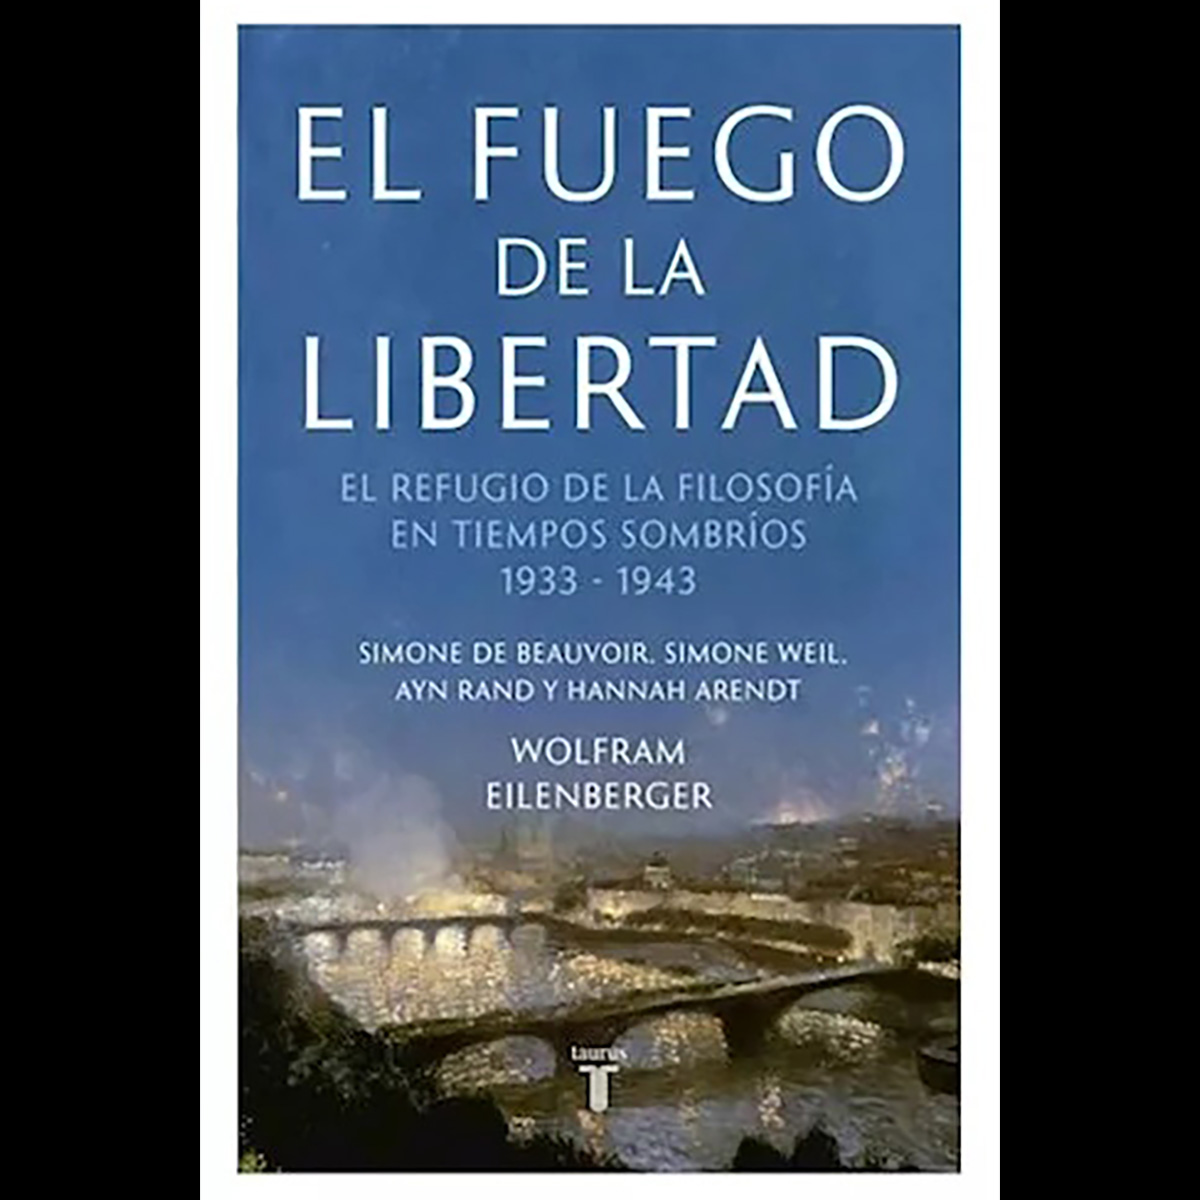 EL FUEGO
DE LA
LIBERTAD
EL REFUGIO DE LA FILOSOFÍA
EN TIEMPOS SOMBRÍOS
1933 - 1943
SIMONE DE BEAUVOIR. SIMONE WEIL.
AYN RAND Y HANNAH ARENDT
WOLFRAM
EILENBERGER
taurus
T